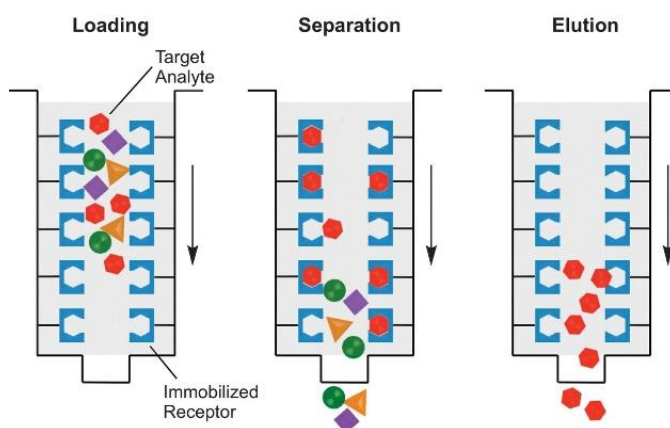 Loading
Separation
Elution
Target
Analyte
Immobilized
Receptor